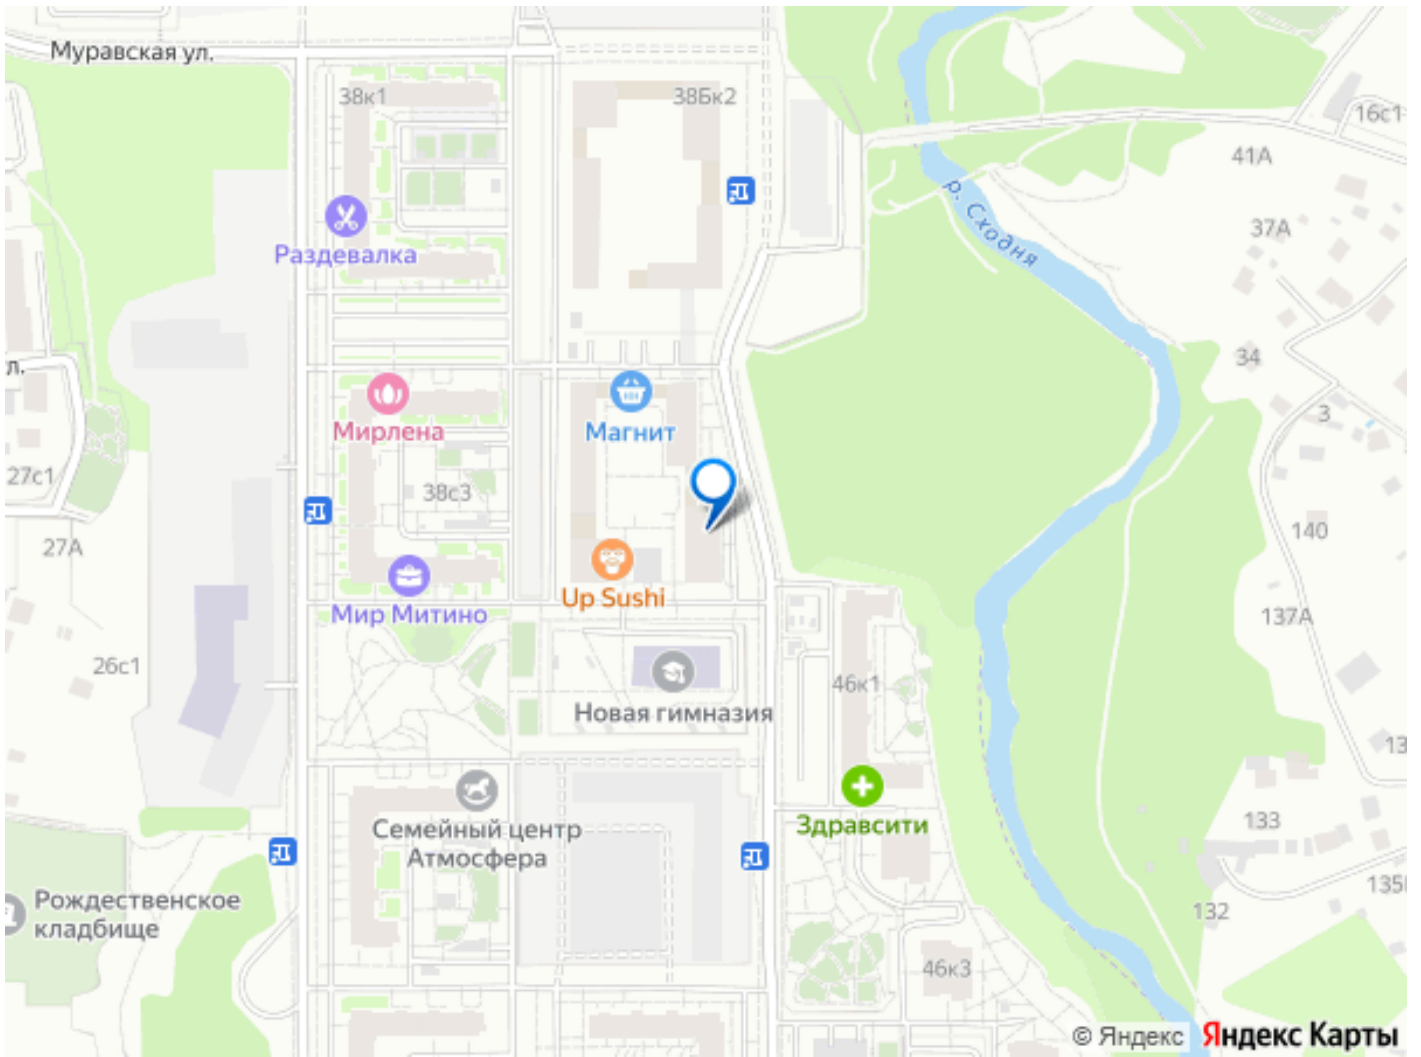 Муравская ул.
38к1
38Бк2
16с1
41А
р. Сходня
37А
Раздевалка
л.
34
3
Мирлена
Магнит
27с1
38с3
140
27А
Up Sushi
Мир Митино
137А
26с1
46к1
Новая гимназия
13
Здравсити
133
Семейный центр
Атмосфера
135
Рождественское
кладбище
132
46к3
© Яндекс
Яндекс Карты